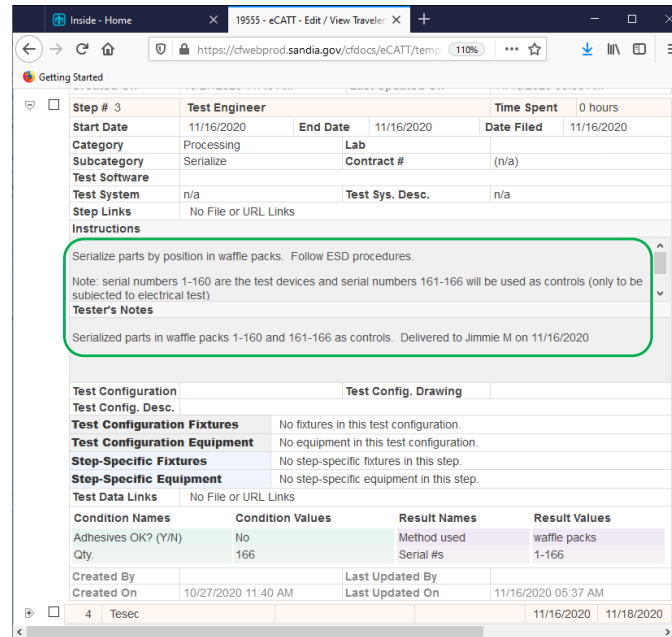 Inside - Home
19555 - eCATT - Edit / View Traveler
https://cfwebprod.sandia.gov/cfdocs/eCATT/temp 110%
Getting Started
Step # 3 Test Engineer Time Spent 0 hours
Start Date 11/16/2020 End Date 11/16/2020 Date Filed 11/16/2020
Category Processing Lab
Subcategory Serialize Contract # (n/a)
Test Software
Test System n/a Test Sys. Desc. n/a
Step Links No File or URL Links
Instructions
Serialize parts by position in waffle packs. Follow ESD procedures.
Note: serial numbers 1-160 are the test devices and serial numbers 161-166 will be used as controls (only to be
subjected to electrical test)
Tester's Notes
Serialized parts in waffle packs 1-160 and 161-166 as controls. Delivered to Jimmie M on 11/16/2020
Test Configuration Test Config. Drawing
Test Config. Desc.
Test Configuration Fixtures No fixtures in this test configuration.
Test Configuration Equipment No equipment in this test configuration.
Step-Specific Fixtures No step-specific fixtures in this step.
Step-Specific Equipment No step-specific equipment in this step.
Test Data Links No File or URL Links
Condition Names Condition Values Result Names Result Values
Adhesives OK? (Y/N) No Method used waffle packs
Qty. 166 Serial #s 1-166
Created By Last Updated By
Created On 10/27/2020 11:40 AM Last Updated On 11/16/2020 05:37 AM
4 Tesec 11/16/2020 11/18/2020